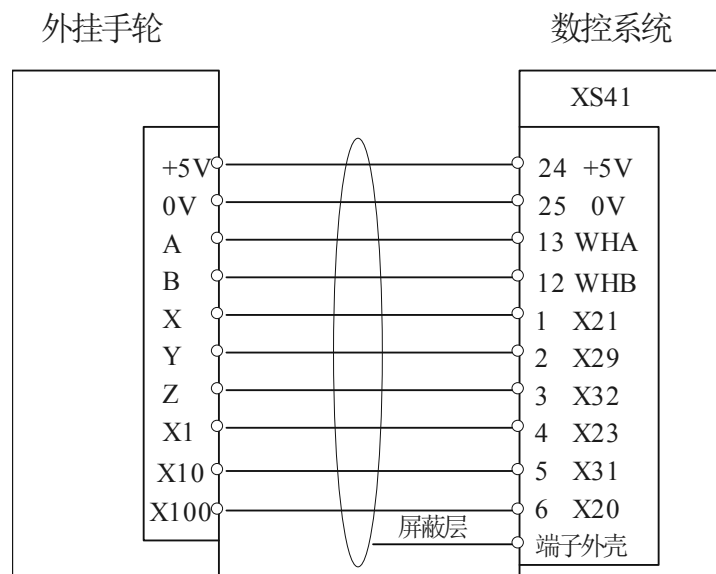 外挂手轮 数控系统
XS41
+5V 24 +5V
0V 25 0V
A 13 WHA
B 12 WHB
X 1 X21
Y 2 X29
Z 3 X32
X1 4 X23
X10 5 X31
X100 6 X20
屏蔽层 端子外壳